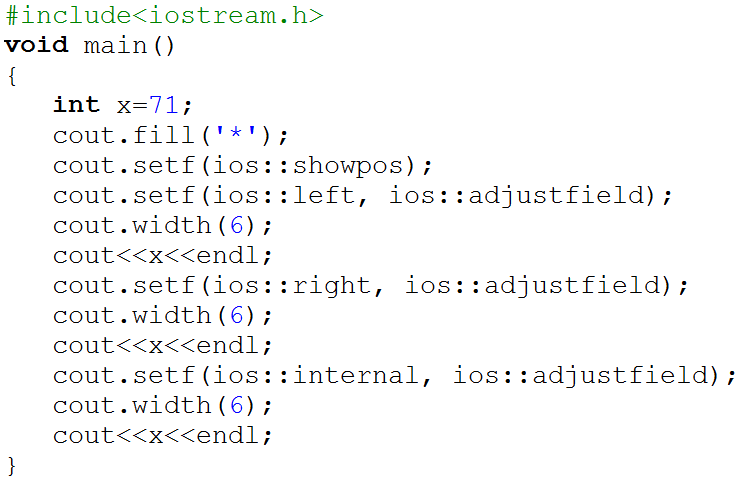 #include<iostream.h>
void main()
{
   int x=71;
   cout.fill('*');
   cout.setf(ios::showpos);
   cout.setf(ios::left, ios::adjustfield);
   cout.width(6);
   cout<<x<<endl;
   cout.setf(ios::right, ios::adjustfield);
   cout.width(6);
   cout<<x<<endl;
   cout.setf(ios::internal, ios::adjustfield);
   cout.width(6);
   cout<<x<<endl;
}